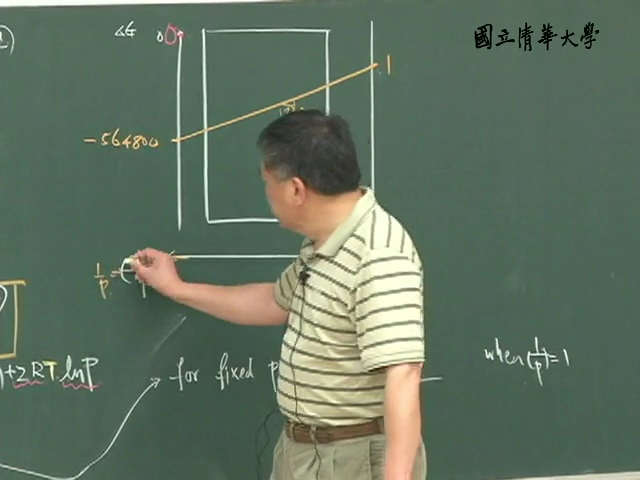 國立清華大學
ΔG 0
1
-564800
1/P =
+2RT lnP
for fixed P
when (1/P) = 1